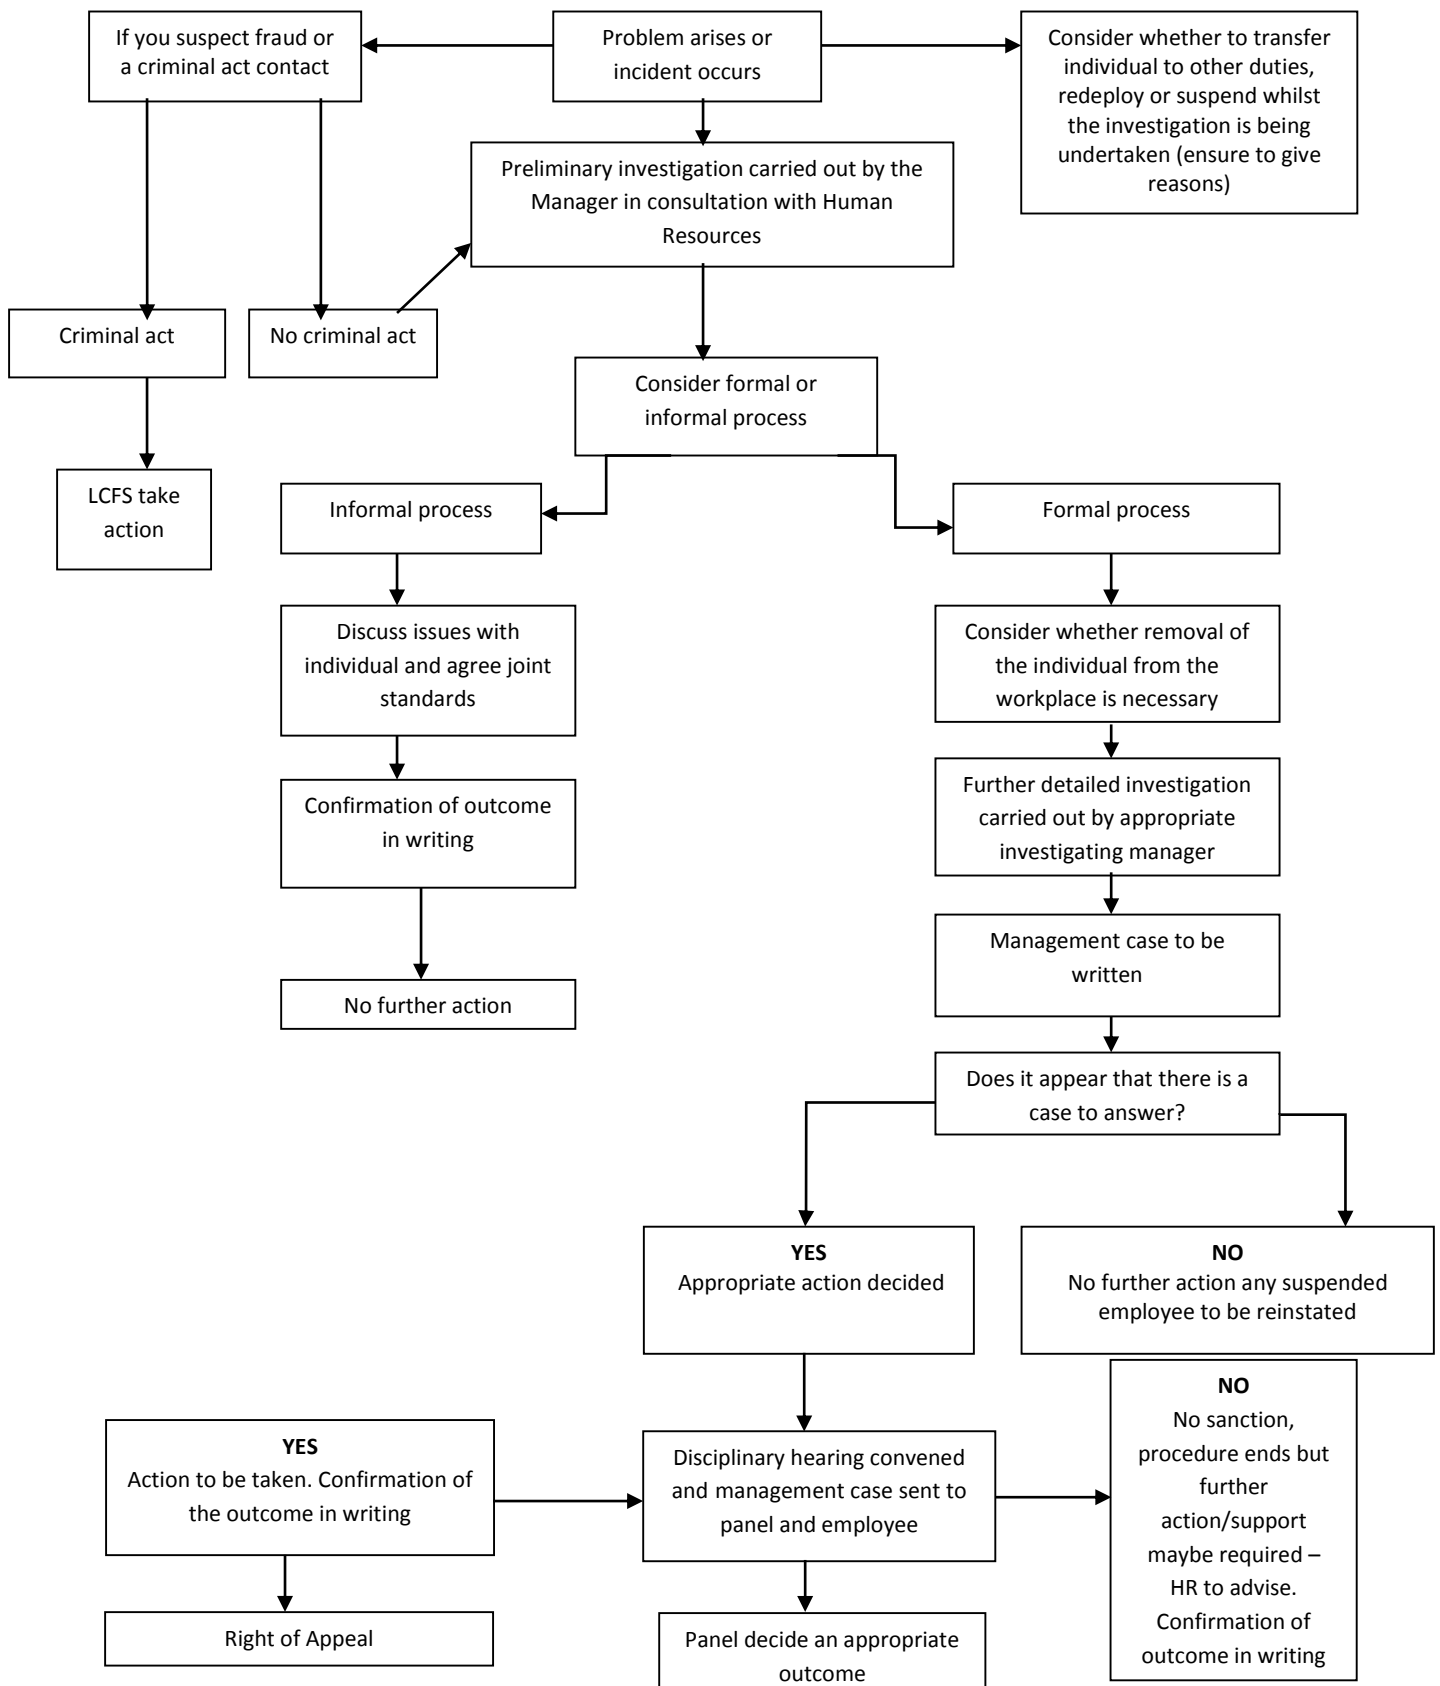 If you suspect fraud or
a criminal act contact
Problem arises or
incident occurs
Consider whether to transfer
individual to other duties,
redeploy or suspend whilst
the investigation is being
undertaken (ensure to give
reasons)
Preliminary investigation carried out by the
Manager in consultation with Human
Resources
Criminal act
No criminal act
Consider formal or
informal process
LCFS take
action
Informal process
Formal process
Discuss issues with
individual and agree joint
standards
Consider whether removal of
the individual from the
workplace is necessary
Confirmation of outcome
in writing
Further detailed investigation
carried out by appropriate
investigating manager
Management case to be
written
No further action
Does it appear that there is a
case to answer?
YES
Appropriate action decided
NO
No further action any suspended
employee to be reinstated
YES
Action to be taken. Confirmation of
the outcome in writing
Disciplinary hearing convened
and management case sent to
panel and employee
NO
No sanction,
procedure ends but
further
action/support
maybe required –
HR to advise.
Confirmation of
outcome in writing
Right of Appeal
Panel decide an appropriate
outcome